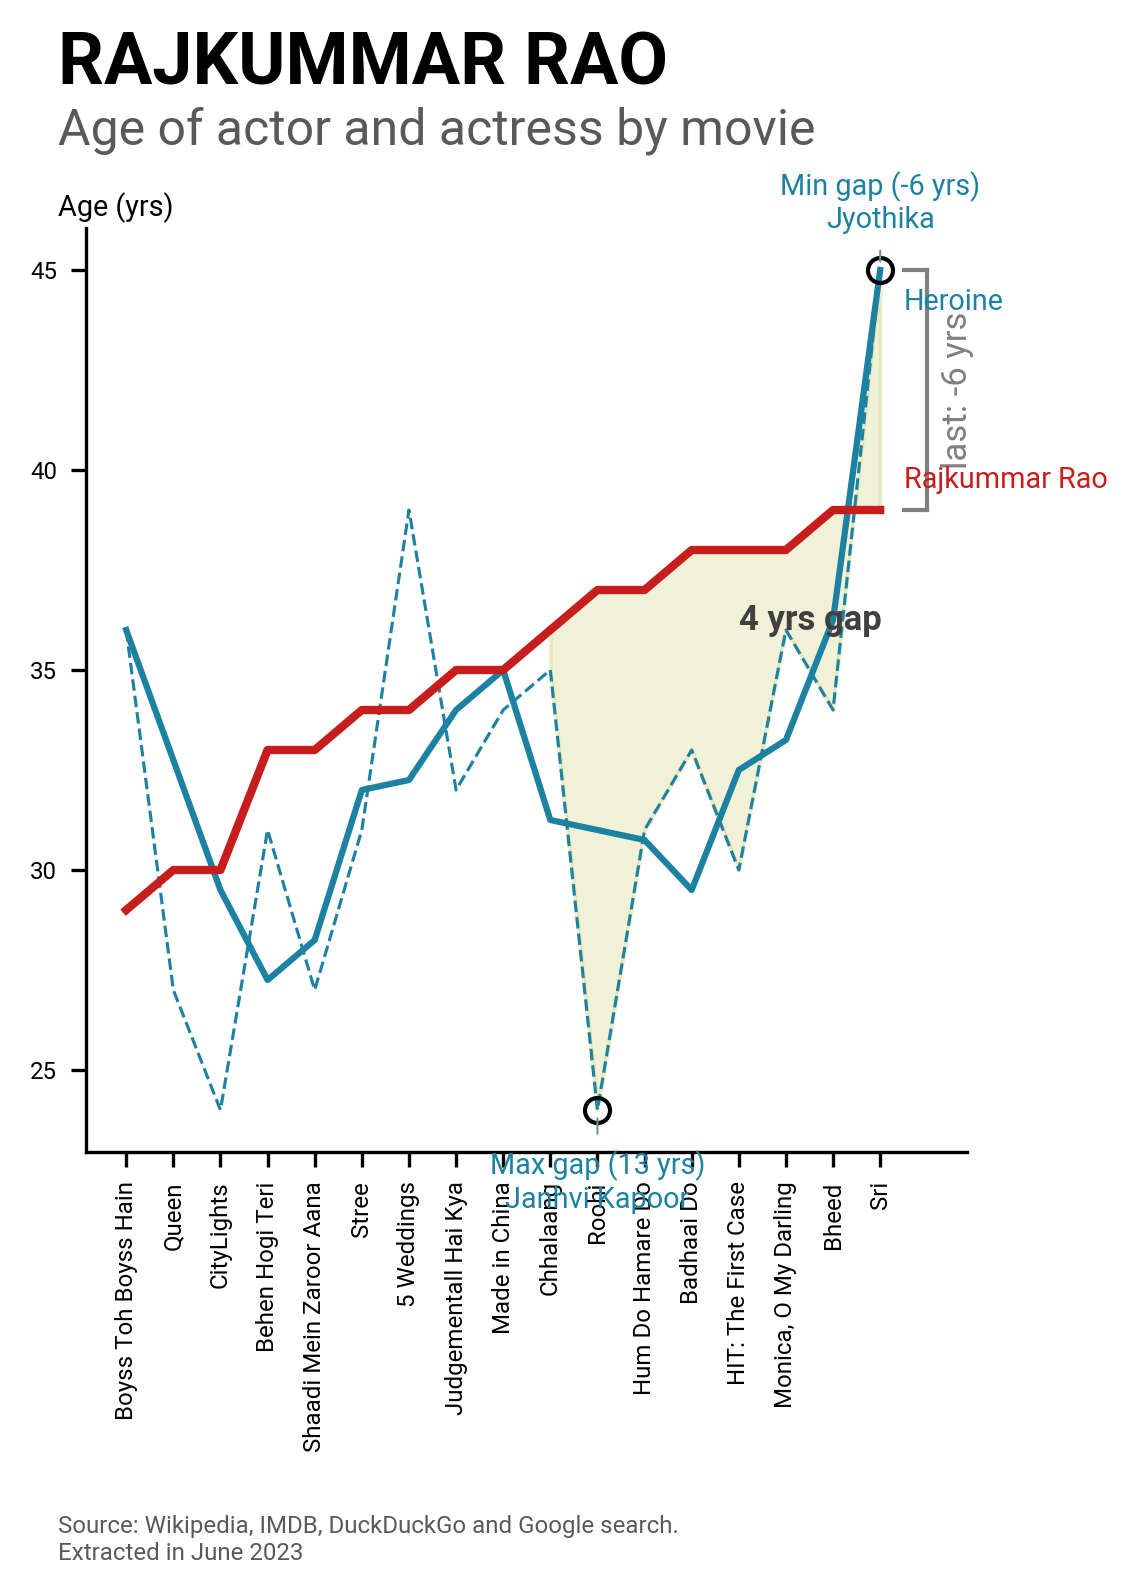 RAJKUMMAR RAO
Age of actor and actress by movie
Min gap (-6 yrs)
Jyothika
Age (yrs)
45
Heroine
last: -6 yrs
40
Rajkummar Rao
4 yrs gap
35
30
25
Max gap (13 yrs)
Janhvi Kapoor
Boyss Toh Boyss Hain
Queen
CityLights
Behen Hogi Teri
Shaadi Mein Zaroor Aana
Stree
5 Weddings
Judgementall Hai Kya
Made in China
Chhalaang
Roohi
Hum Do Hamare Do
Badhaai Do
HIT: The First Case
Monica, O My Darling
Bheed
Sri
Source: Wikipedia, IMDB, DuckDuckGo and Google search.
Extracted in June 2023